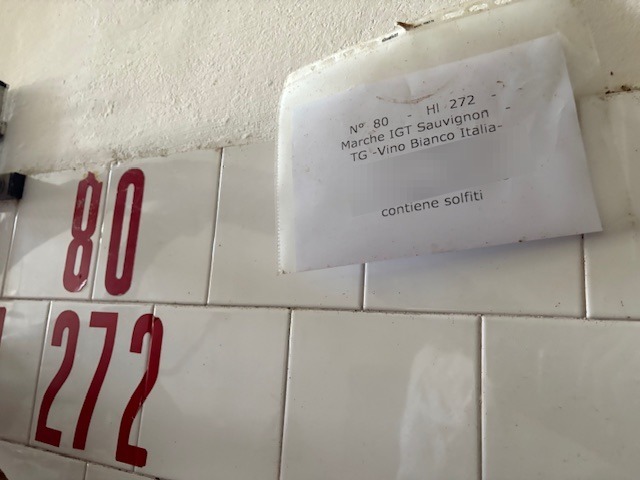 N° 80 - Hl 272 -
Marche IGT Sauvignon -
TG -Vino Bianco Italia-
contiene solfiti
80
272